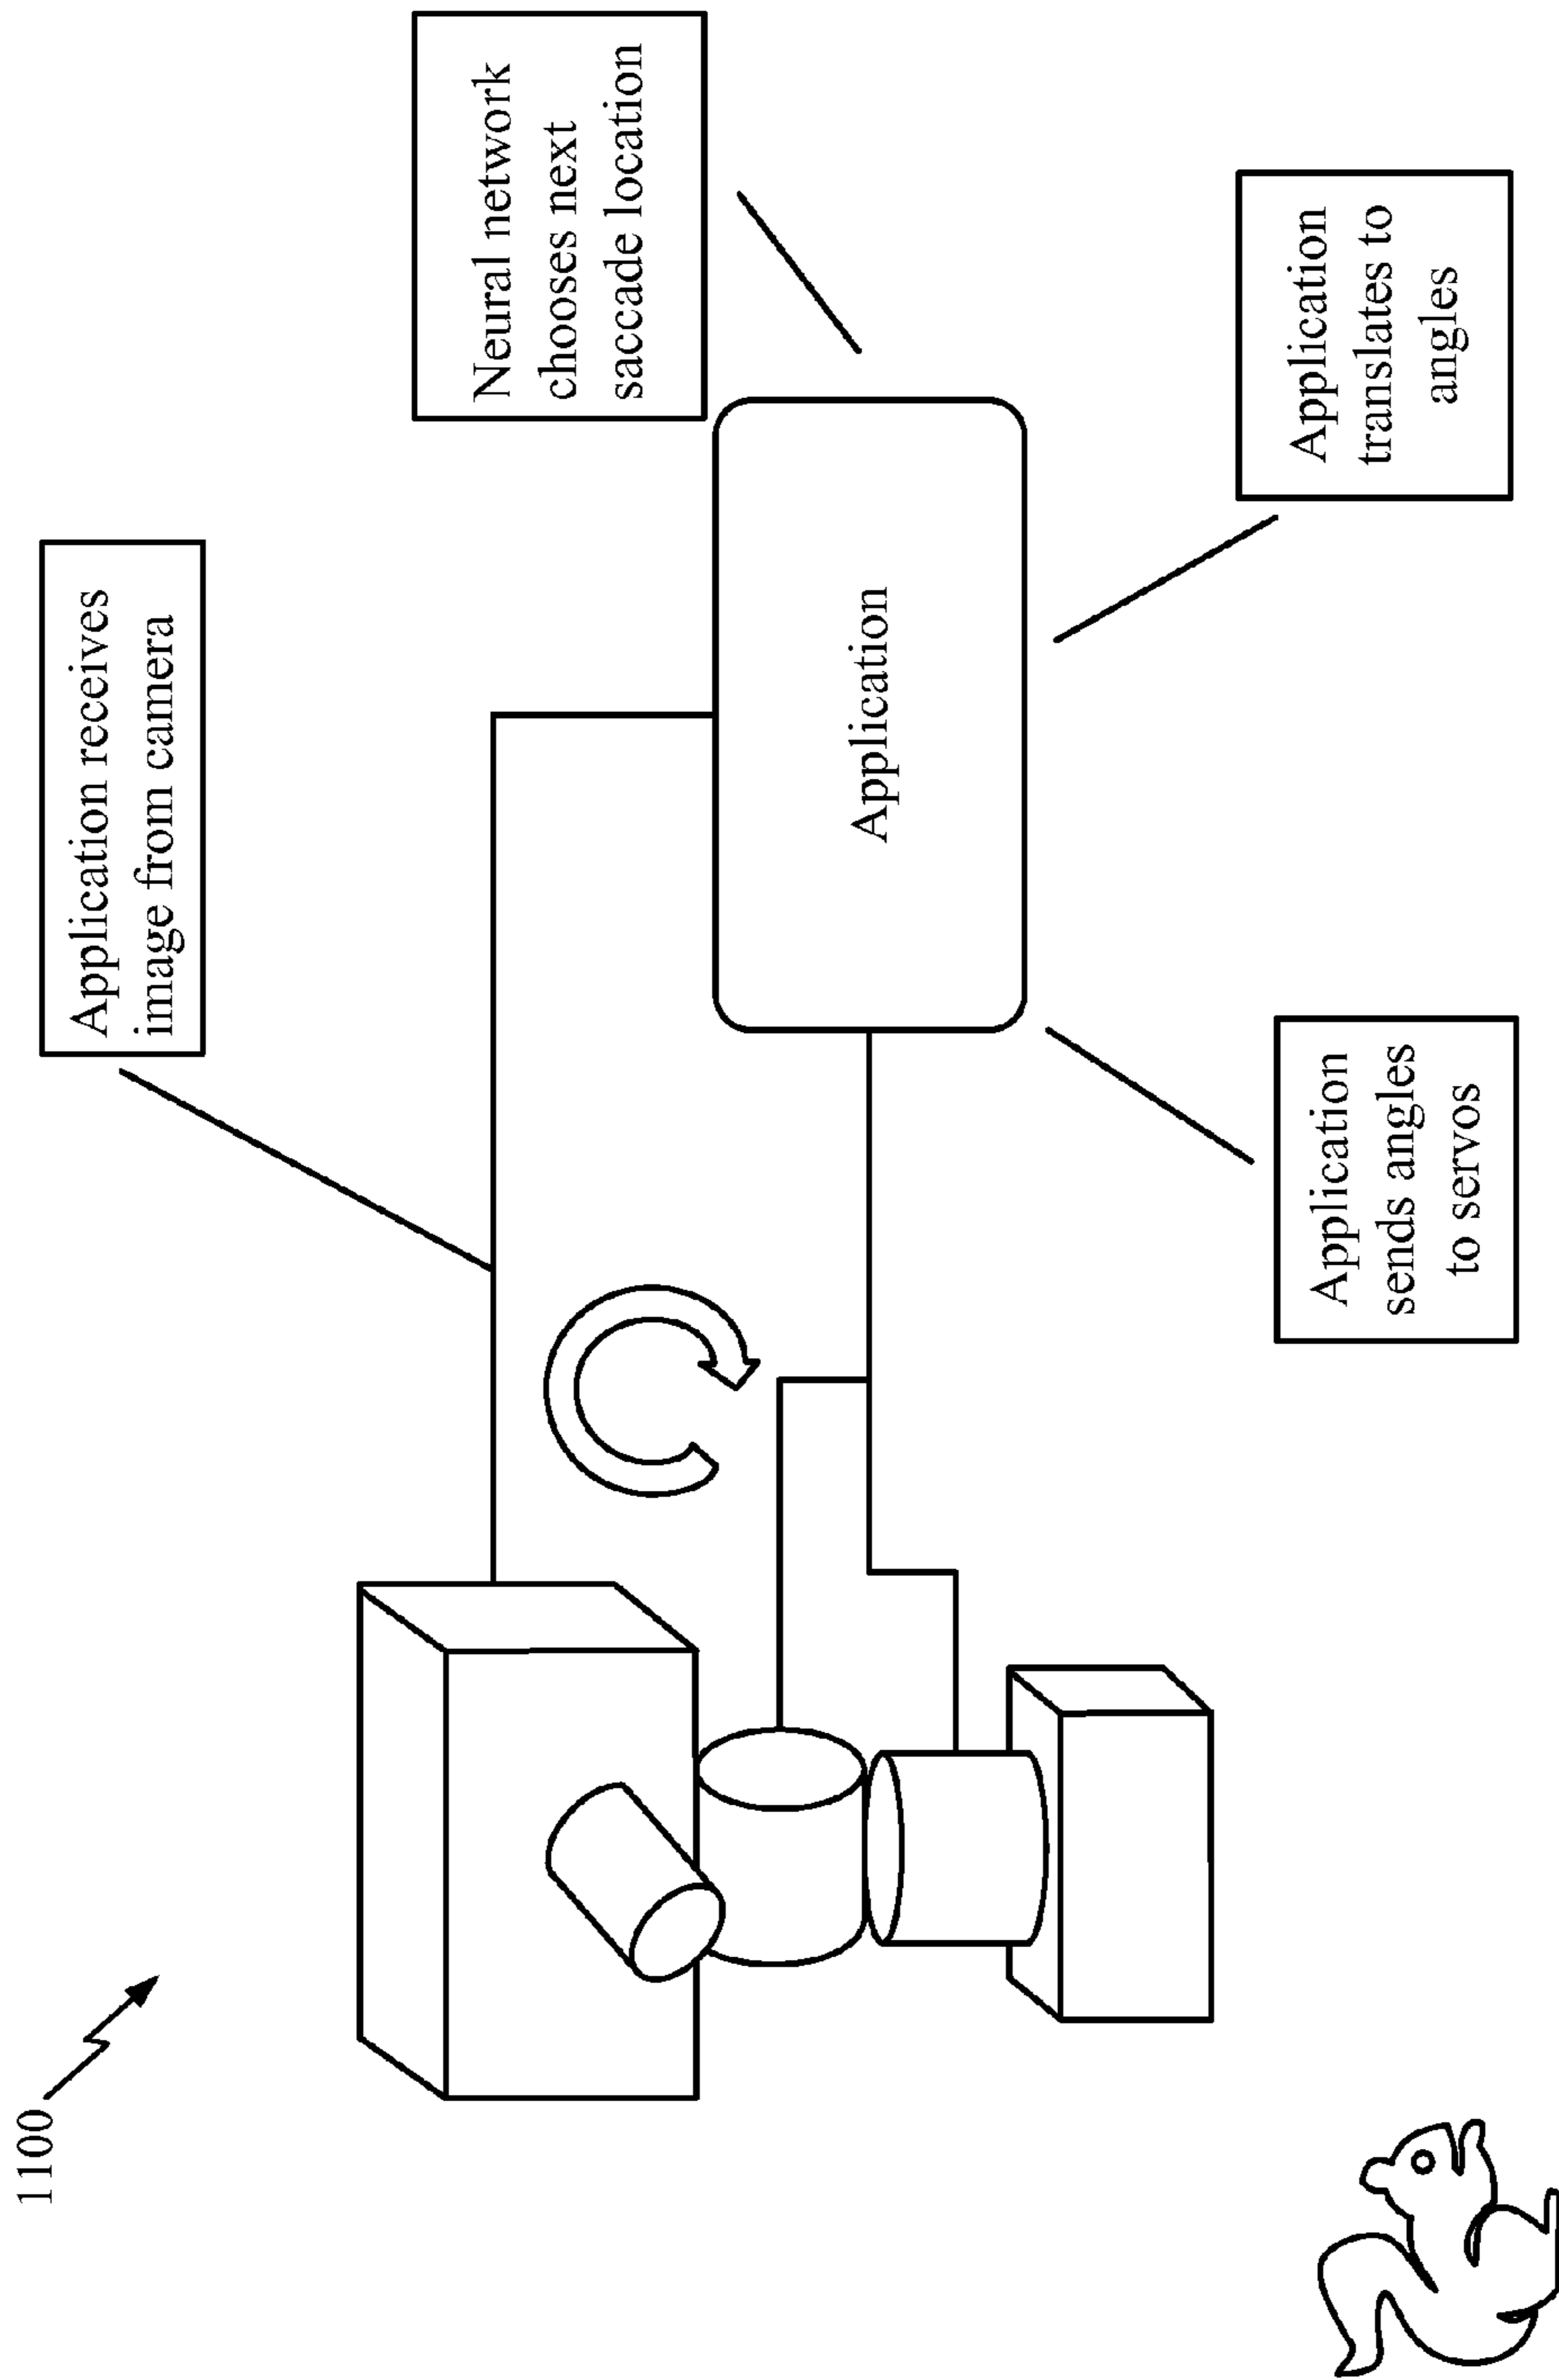 1100
Application receives
image from camera
Neural network
chooses next
saccade location
Application
Application
sends angles
to servos
Application
translates to
angles